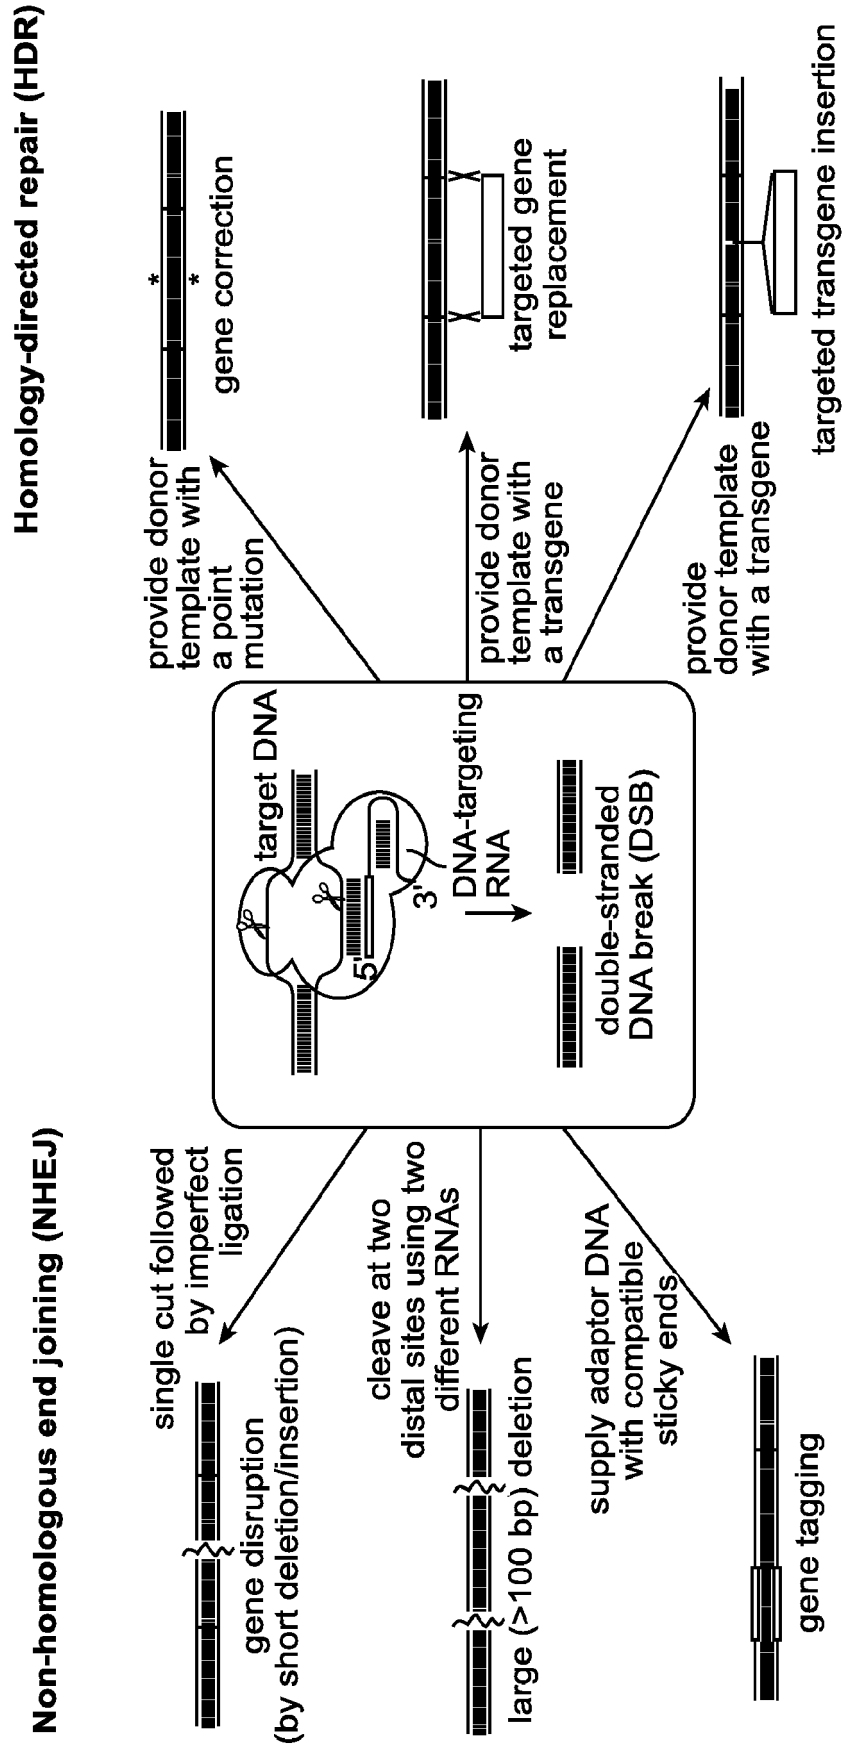 Non-homologous end joining (NHEJ)
Homology-directed repair (HDR)
single cut followed
by imperfect
ligation
gene disruption
(by short deletion/insertion)
cleave at two
distal sites using two
different RNAs
large (>100 bp) deletion
supply adaptor DNA
with compatible
sticky ends
gene tagging
target DNA
5'
3'
DNA-targeting
RNA
double-stranded
DNA break (DSB)
provide donor
template with
a point
mutation
*
*
gene correction
provide donor
template with
a transgene
targeted gene
replacement
provide
donor template
with a transgene
targeted transgene insertion